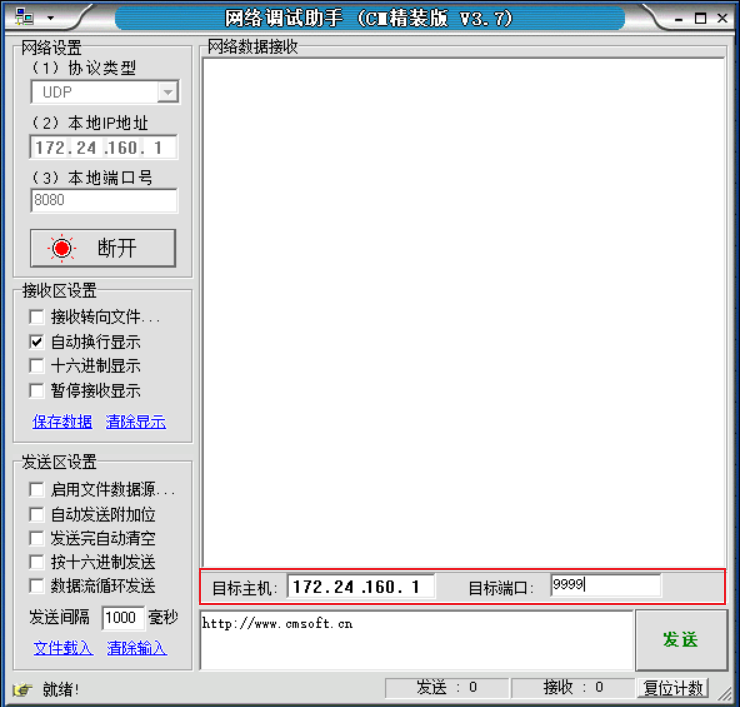 网络调试助手 (CM精装版 V3.7)
网络设置
(1) 协议类型
UDP
(2) 本地IP地址
172.24.160.1
(3) 本地端口号
8080
断开
接收区设置
接收转向文件...
自动换行显示
十六进制显示
暂停接收显示
保存数据 清除显示
发送区设置
启用文件数据源...
自动发送附加位
发送完自动清空
按十六进制发送
数据流循环发送
发送间隔 1000 毫秒
文件载入 清除输入
网络数据接收
目标主机: 172.24.160.1 目标端口: 9999
http://www.cmsoft.cn
发送
就绪! 发送 : 0 接收 : 0 复位计数